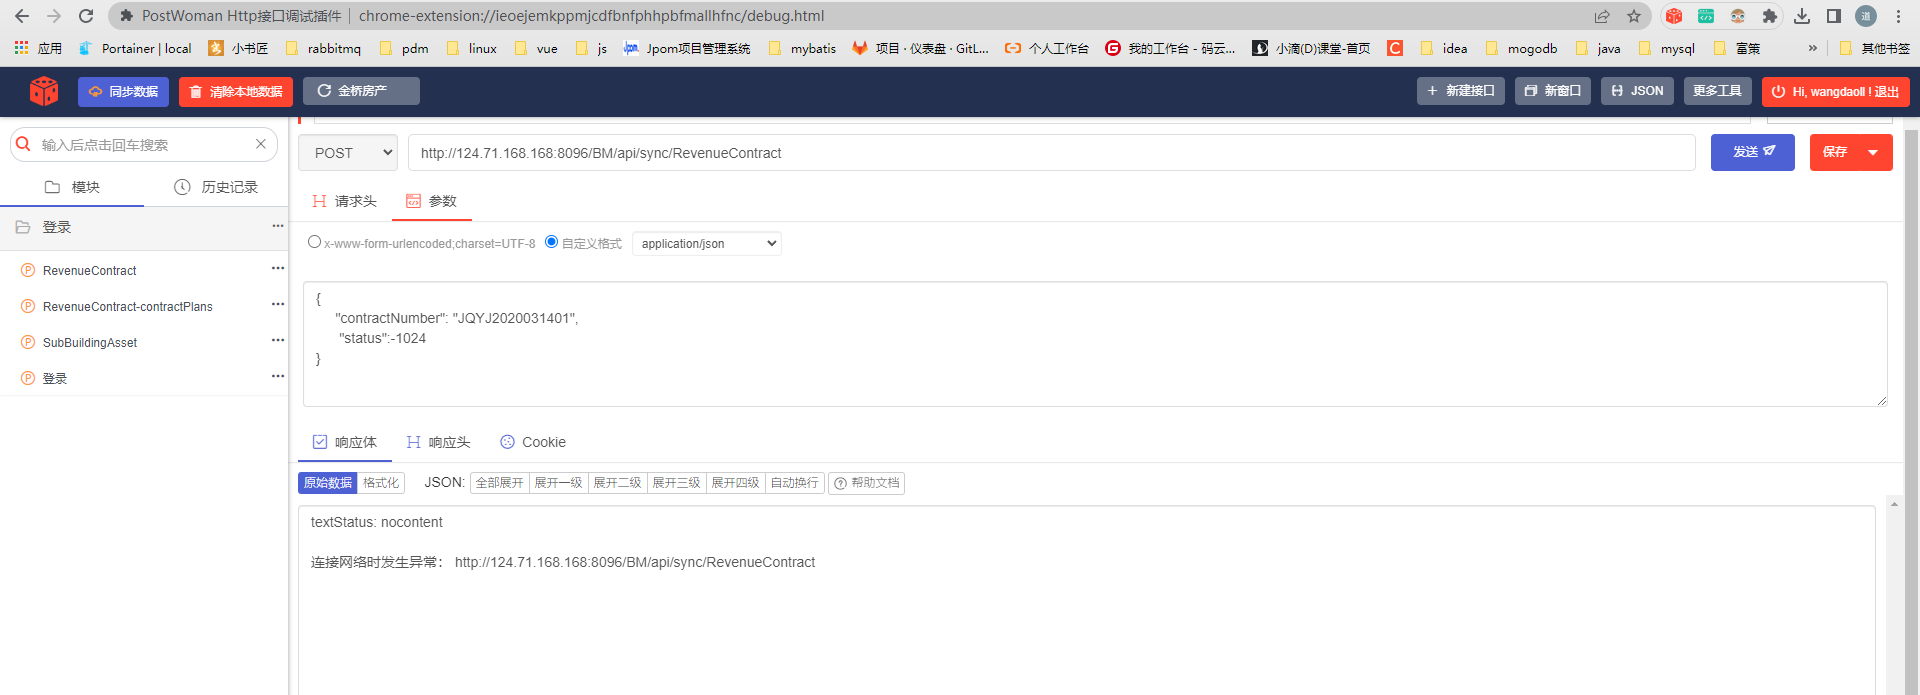 PostWoman Http接口调试插件 | chrome-extension://ieoejemkppmjcdfbnfphhpbfmallhfnc/debug.html
应用 Portainer | local 小书匠 rabbitmq pdm linux vue js Jpom项目管理系统 mybatis 项目 · 仪表盘 · GitL... 个人工作台 我的工作台 - 码云... 小滴(D)课堂-首页 idea mogodb java mysql 富策 » 其他书签
同步数据 清除本地数据 金桥房产 新建接口 新窗口 JSON 更多工具 Hi, wangdaoll ! 退出
输入后点击回车搜索
模块 历史记录
登录
RevenueContract
RevenueContract-contractPlans
SubBuildingAsset
登录
POST http://124.71.168.168:8096/BM/api/sync/RevenueContract 发送 保存
请求头 参数
x-www-form-urlencoded;charset=UTF-8 自定义格式 application/json
{
"contractNumber": "JQYJ2020031401",
"status":-1024
}
响应体 响应头 Cookie
原始数据 格式化 JSON: 全部展开 展开一级 展开二级 展开三级 展开四级 自动换行 帮助文档
textStatus: nocontent
连接网络时发生异常： http://124.71.168.168:8096/BM/api/sync/RevenueContract